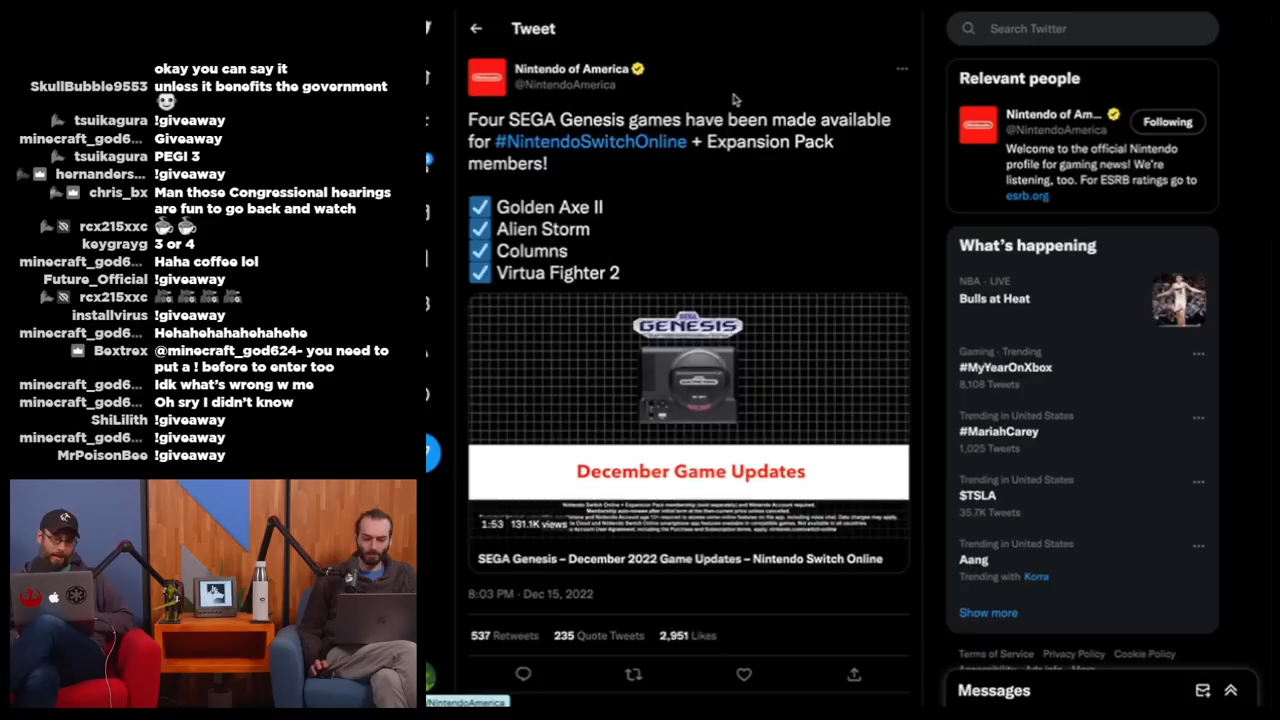 okay you can say it
SkullBubble9553 unless it benefits the government
tsuikagura !giveaway
minecraft_god6... Giveaway
tsuikagura PEGI 3
hernanders... !giveaway
chris_bx Man those Congressional hearings
are fun to go back and watch
rcx215xxc
keygrayg 3 or 4
minecraft_god6... Haha coffee lol
Future_Official !giveaway
rcx215xxc
installvirus !giveaway
minecraft_god6... Hehahehahahehahehe
Bextrex @minecraft_god624- you need to
put a ! before to enter too
minecraft_god6... Idk what's wrong w me
minecraft_god6... Oh sry I didn't know
ShiLilith !giveaway
minecraft_god6... !giveaway
MrPoisonBee !giveaway
Tweet
Nintendo of America
@NintendoAmerica
Four SEGA Genesis games have been made available
for #NintendoSwitchOnline + Expansion Pack
members!
Golden Axe II
Alien Storm
Columns
Virtua Fighter 2
SEGA
GENESIS
December Game Updates
1:53 131.1K views
SEGA Genesis – December 2022 Game Updates – Nintendo Switch Online
8:03 PM · Dec 15, 2022
537 Retweets 235 Quote Tweets 2,951 Likes
NintendoAmerica
Search Twitter
Relevant people
Nintendo of Am...
@NintendoAmerica
Following
Welcome to the official Nintendo
profile for gaming news! We're
listening, too. For ESRB ratings go to
esrb.org
What's happening
NBA · LIVE
Bulls at Heat
Gaming · Trending
#MyYearOnXbox
8,108 Tweets
Trending in United States
#MariahCarey
1,025 Tweets
Trending in United States
$TSLA
35.7K Tweets
Trending in United States
Aang
Trending with Korra
Show more
Terms of Service Privacy Policy Cookie Policy
Messages